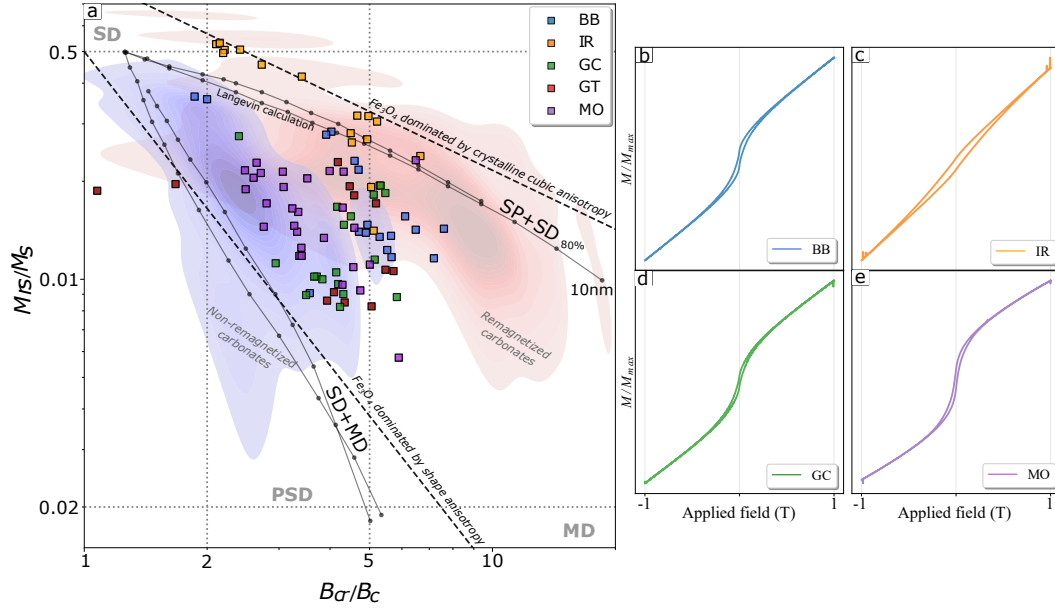 a
SD
BB
IR
GC
GT
MO
0.5
0.01
0.02
Langevin calculation
Fe3O4 dominated by crystalline cubic anisotropy
SP+SD
80%
10nm
Non-remagnetized
carbonates
Remagnetized
carbonates
Fe3O4 dominated by shape anisotropy
SD+MD
PSD
MD
1
2
5
10
Mrs/Ms
Bcr/Bc
b
M/Mmax
BB
c
IR
d
M/Mmax
GC
-1
1
Applied field (T)
e
MO
-1
1
Applied field (T)